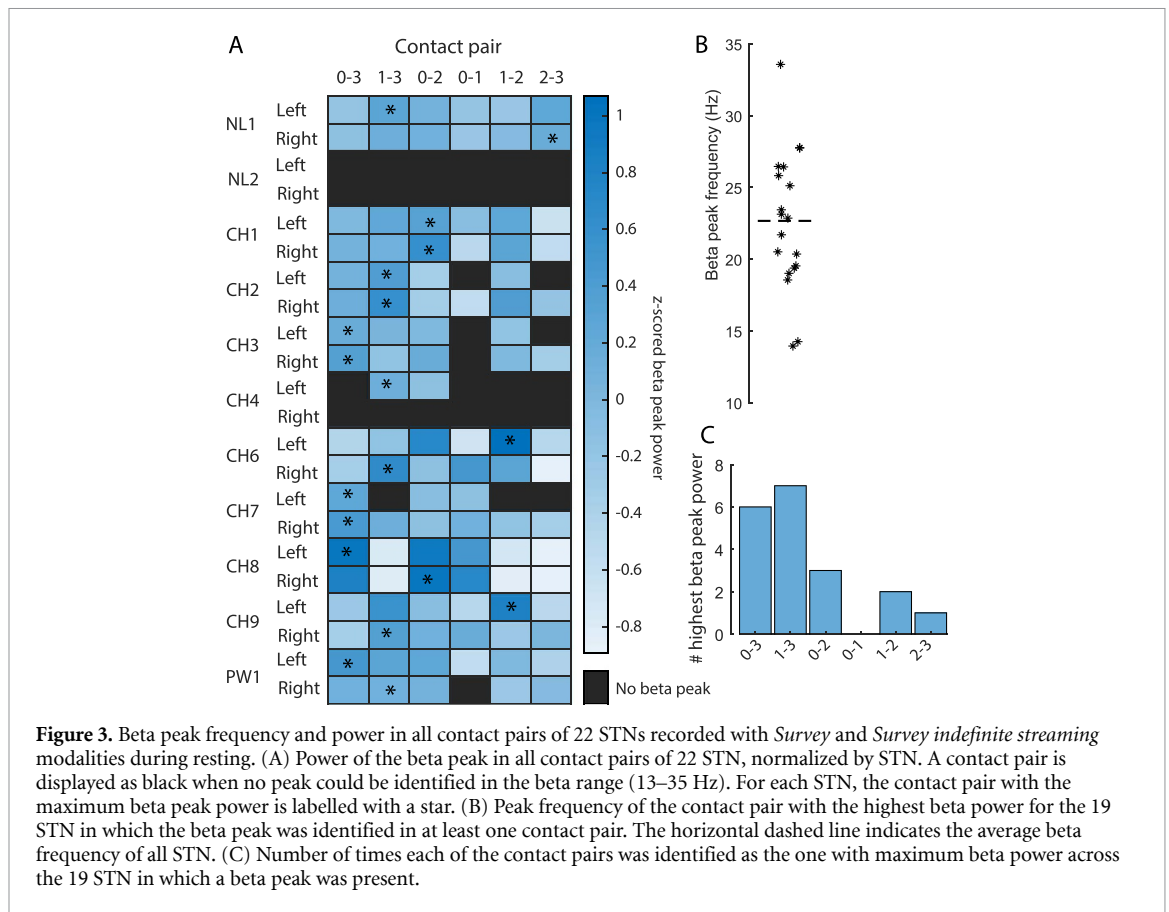 A
Contact pair
0-3 1-3 0-2 0-1 1-2 2-3
NL1
Left
Right
NL2
Left
Right
CH1
Left
Right
CH2
Left
Right
CH3
Left
Right
CH4
Left
Right
CH6
Left
Right
CH7
Left
Right
CH8
Left
Right
CH9
Left
Right
PW1
Left
Right
1
0.8
0.6
0.4
0.2
0
-0.2
-0.4
-0.6
-0.8
z-scored beta peak power
No beta peak
B
Beta peak frequency (Hz)
35
30
25
20
15
10
C
# highest beta peak power
8
6
4
2
0
0-3 1-3 0-2 0-1 1-2 2-3
Figure 3. Beta peak frequency and power in all contact pairs of 22 STNs recorded with Survey and Survey indefinite streaming
modalities during resting. (A) Power of the beta peak in all contact pairs of 22 STN, normalized by STN. A contact pair is
displayed as black when no peak could be identified in the beta range (13–35 Hz). For each STN, the contact pair with the
maximum beta peak power is labelled with a star. (B) Peak frequency of the contact pair with the highest beta power for the 19
STN in which the beta peak was identified in at least one contact pair. The horizontal dashed line indicates the average beta
frequency of all STN. (C) Number of times each of the contact pairs was identified as the one with maximum beta power across
the 19 STN in which a beta peak was present.